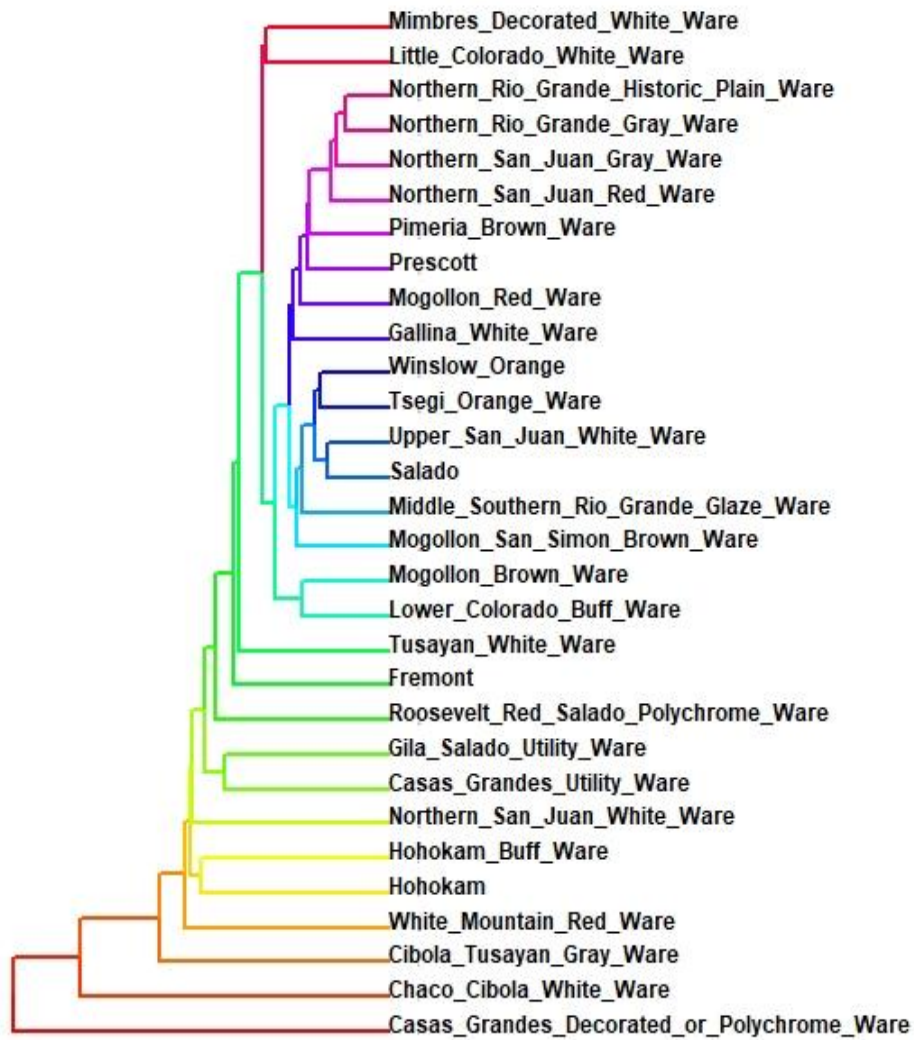 Mimbres_Decorated_White_Ware
Little_Colorado_White_Ware
Northern_Rio_Grande_Historic_Plain_Ware
Northern_Rio_Grande_Gray_Ware
Northern_San_Juan_Gray_Ware
Northern_San_Juan_Red_Ware
Pimeria_Brown_Ware
Prescott
Mogollon_Red_Ware
Gallina_White_Ware
Winslow_Orange
Tsegi_Orange_Ware
Upper_San_Juan_White_Ware
Salado
Middle_Southern_Rio_Grande_Glaze_Ware
Mogollon_San_Simon_Brown_Ware
Mogollon_Brown_Ware
Lower_Colorado_Buff_Ware
Tusayan_White_Ware
Fremont
Roosevelt_Red_Salado_Polychrome_Ware
Gila_Salado_Utility_Ware
Casas_Grandes_Utility_Ware
Northern_San_Juan_White_Ware
Hohokam_Buff_Ware
Hohokam
White_Mountain_Red_Ware
Cibola_Tusayan_Gray_Ware
Chaco_Cibola_White_Ware
Casas_Grandes_Decorated_or_Polychrome_Ware